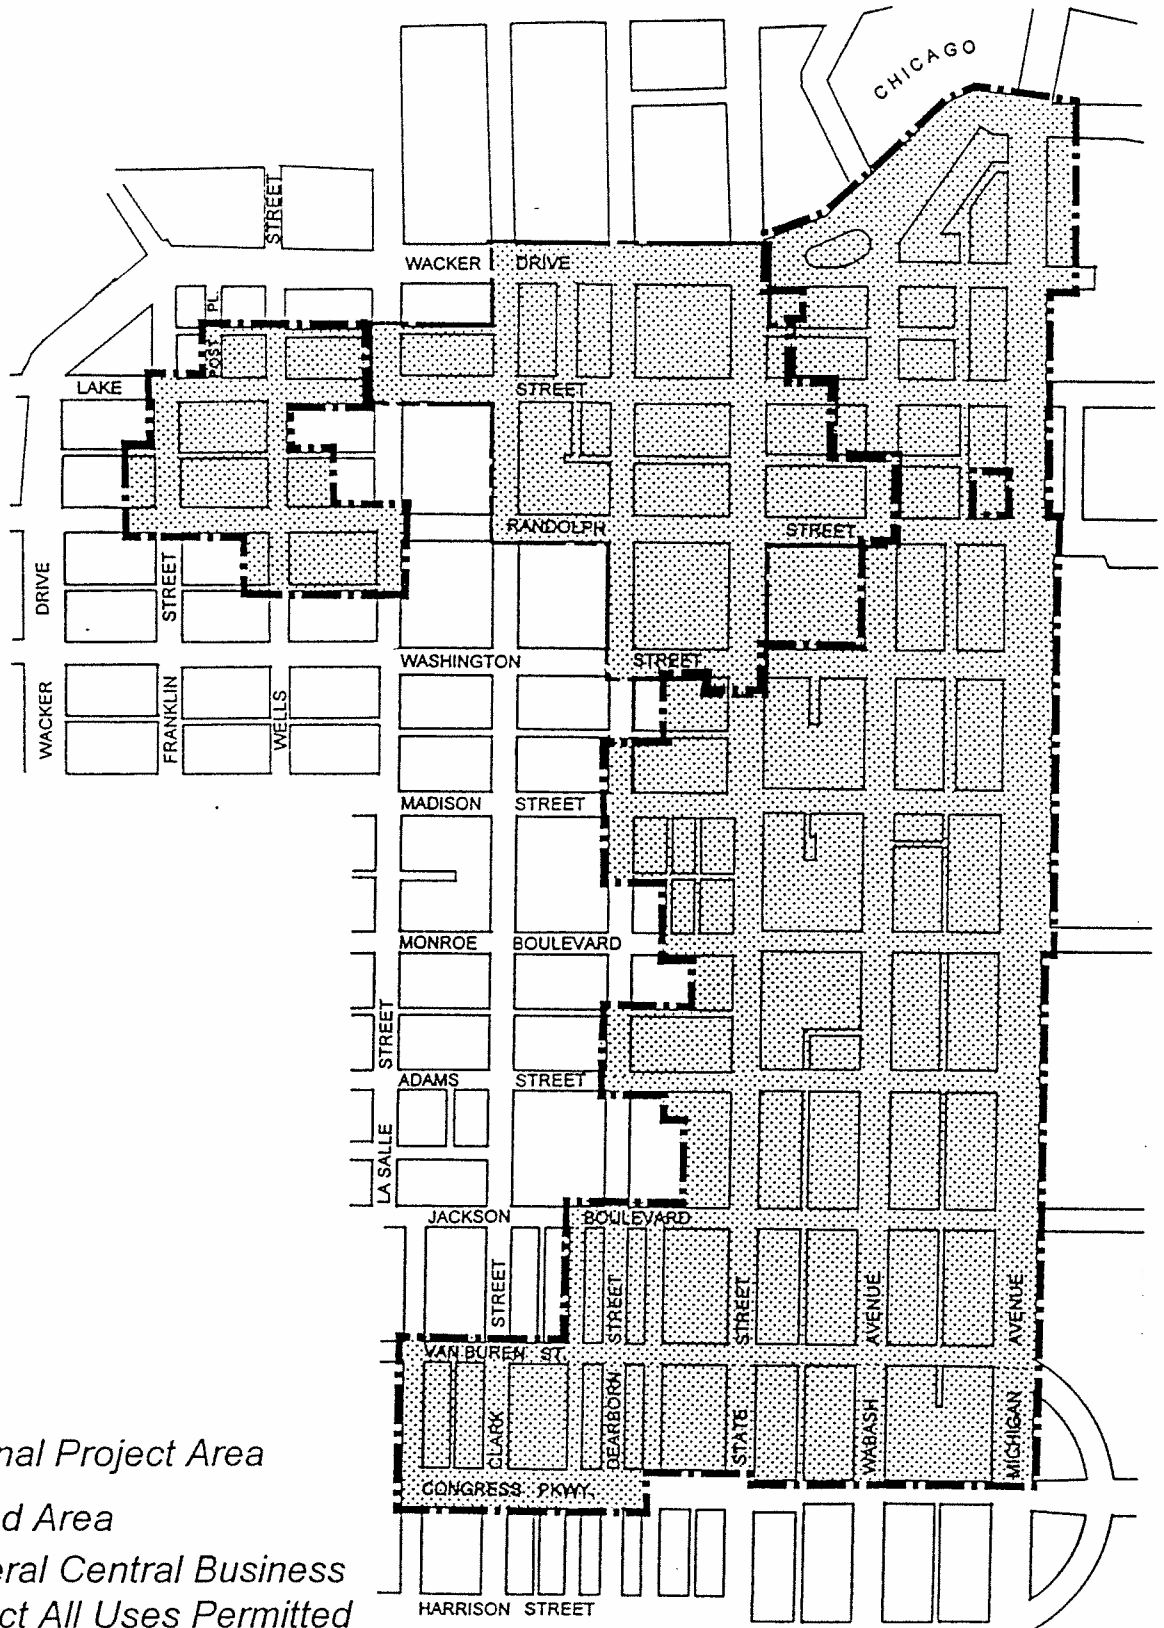 CHICAGO
STREET
WACKER DRIVE
POST PL.
LAKE STREET
RANDOLPH STREET
DRIVE
STREET
WASHINGTON STREET
WACKER
FRANKLIN
WELLS
MADISON STREET
MONROE BOULEVARD
STREET
ADAMS STREET
LA SALLE
JACKSON BOULEVARD
STREET
STREET
STREET
AVENUE
AVENUE
VAN BUREN ST.
CLARK
DEARBORN
STATE
WABASH
MICHIGAN
nal Project Area
CONGRESS PKWY.
d Area
eral Central Business
ct All Uses Permitted
HARRISON STREET